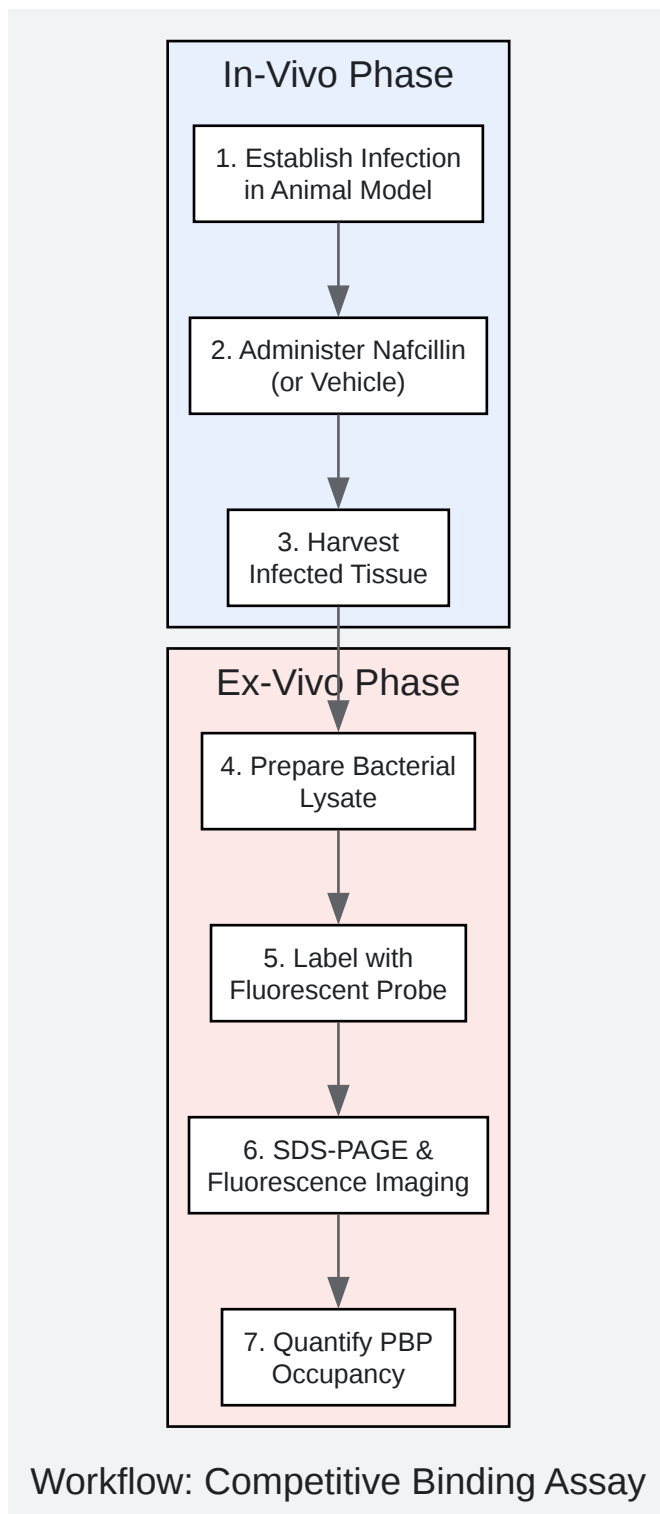 In-Vivo Phase
1. Establish Infection
in Animal Model
2. Administer Nafcillin
(or Vehicle)
3. Harvest
Infected Tissue
Ex-Vivo Phase
4. Prepare Bacterial
Lysate
5. Label with
Fluorescent Probe
6. SDS-PAGE &
Fluorescence Imaging
7. Quantify PBP
Occupancy
Workflow: Competitive Binding Assay